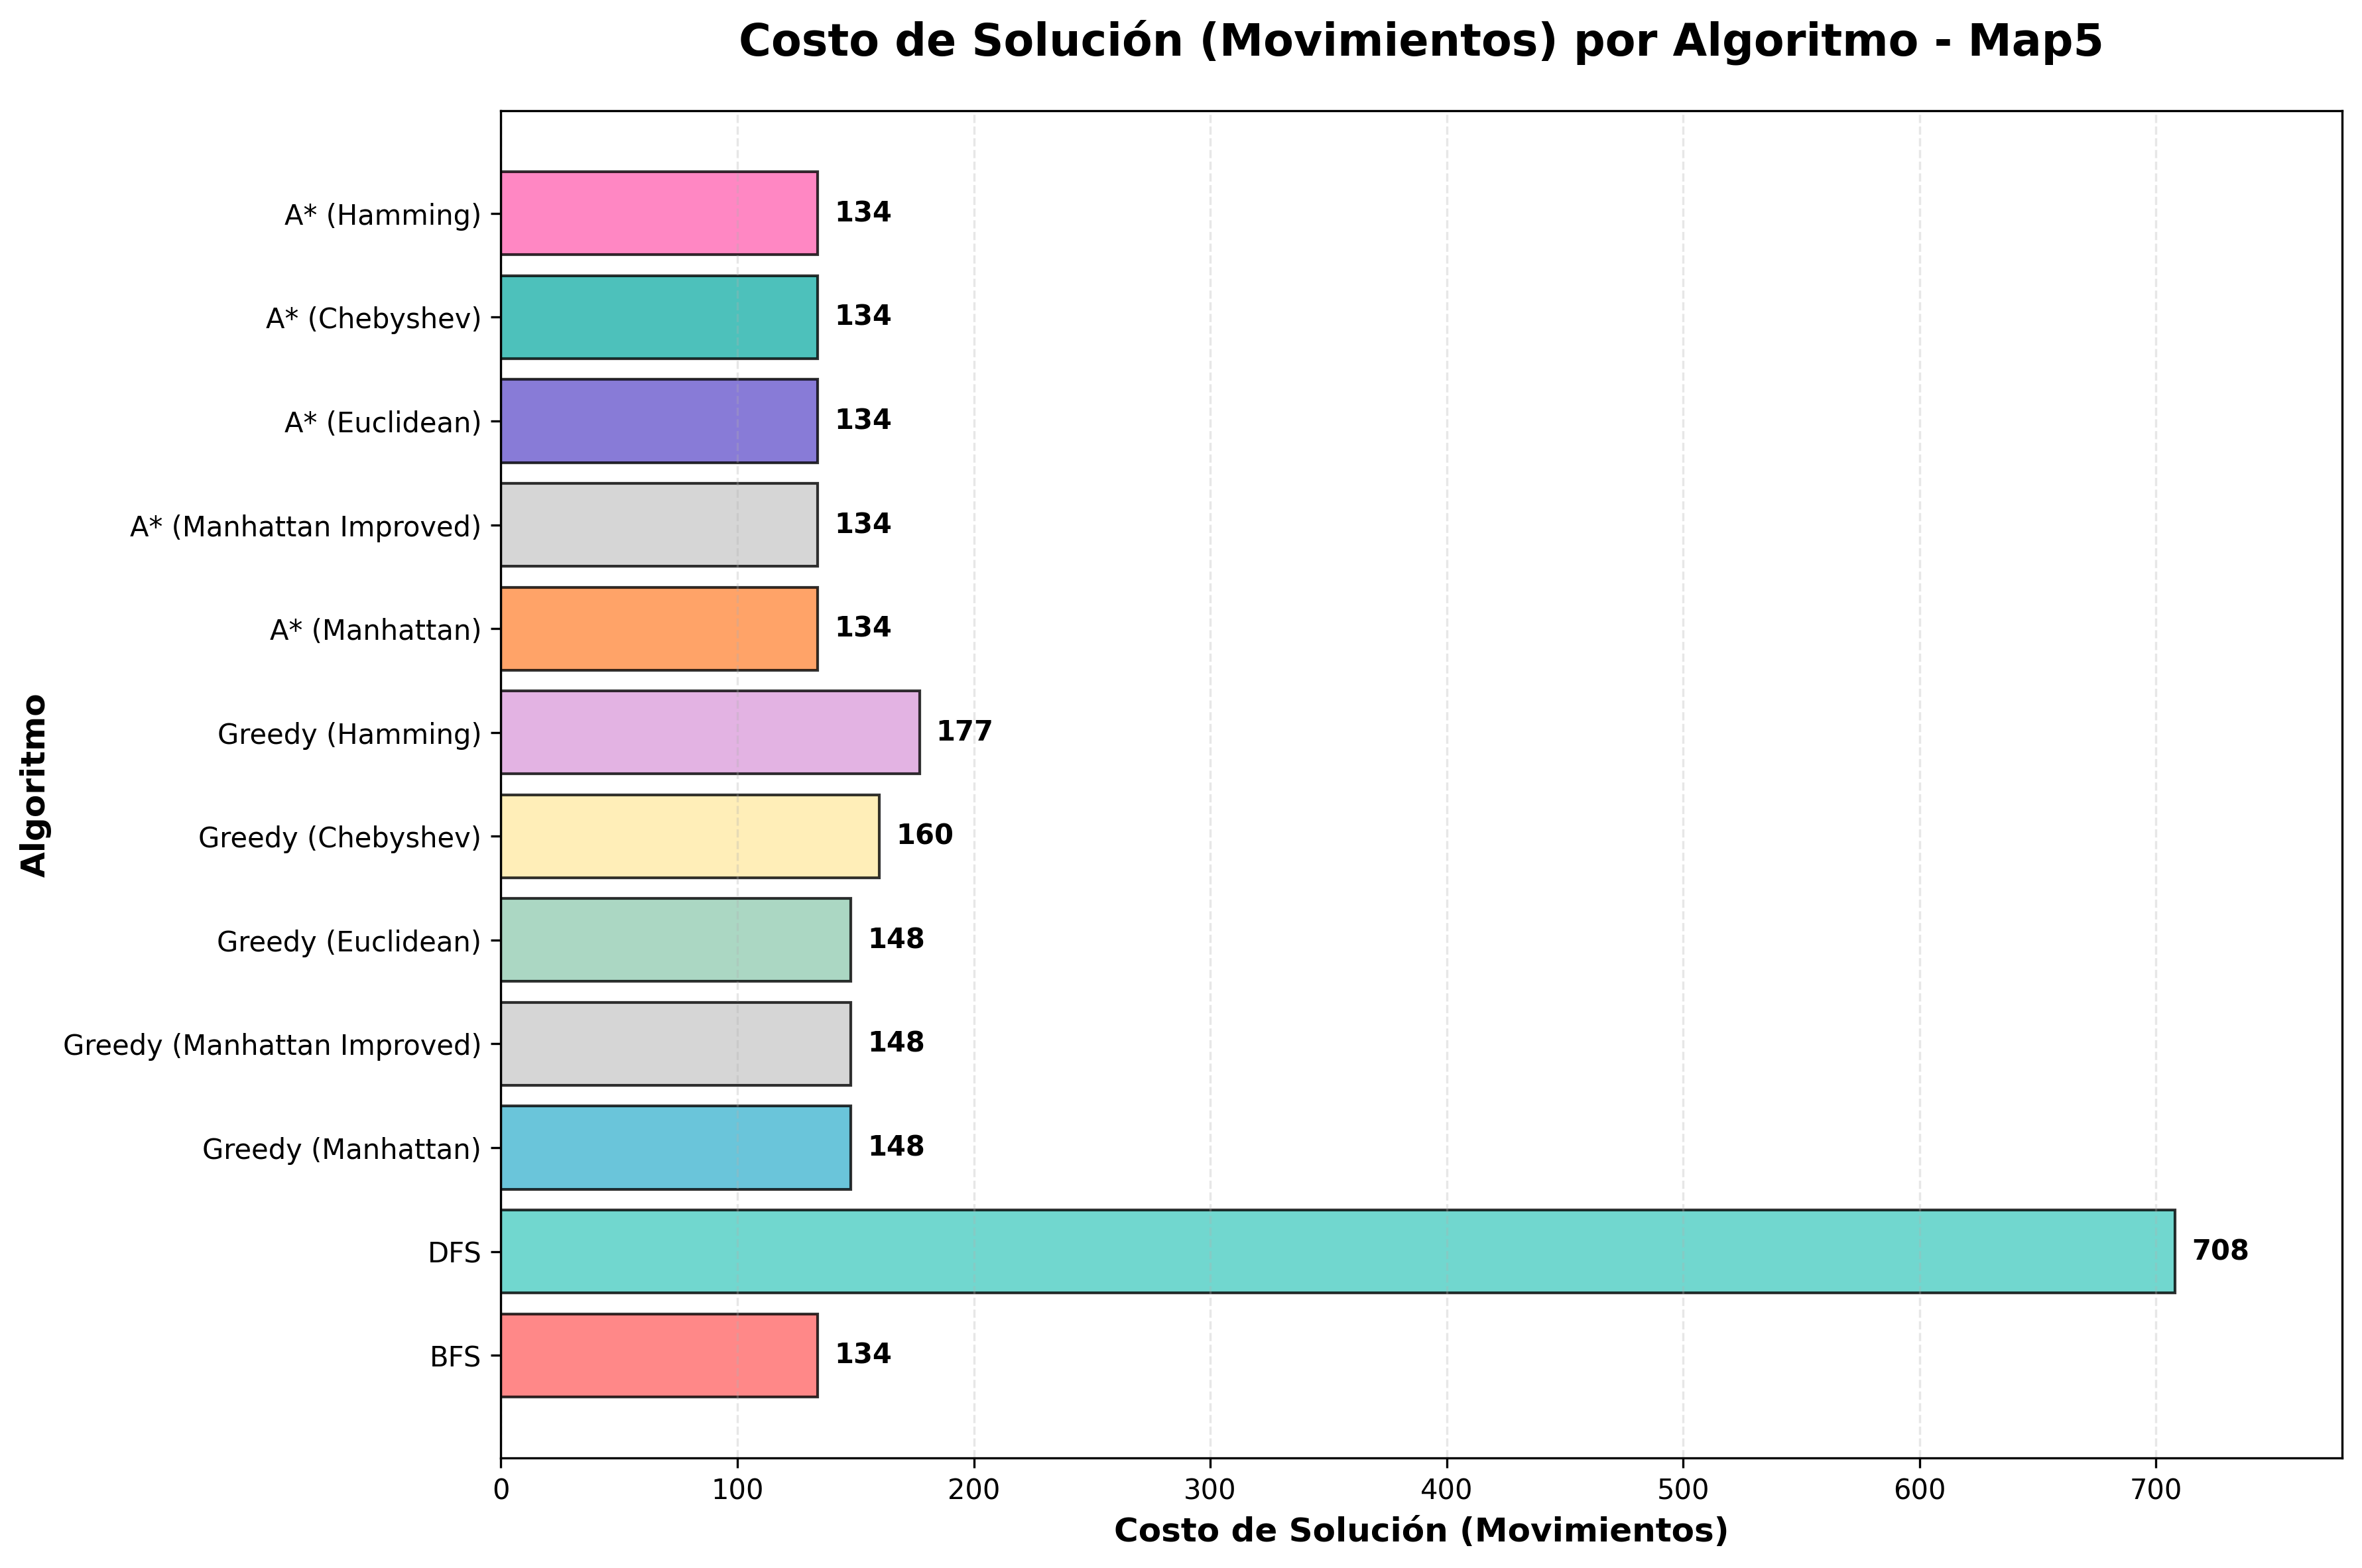 Costo de Solución (Movimientos) por Algoritmo - Map5
A* (Hamming) 134
A* (Chebyshev) 134
A* (Euclidean) 134
A* (Manhattan Improved) 134
A* (Manhattan) 134
Greedy (Hamming) 177
Greedy (Chebyshev) 160
Greedy (Euclidean) 148
Greedy (Manhattan Improved) 148
Greedy (Manhattan) 148
DFS 708
BFS 134
Algoritmo
0 100 200 300 400 500 600 700
Costo de Solución (Movimientos)